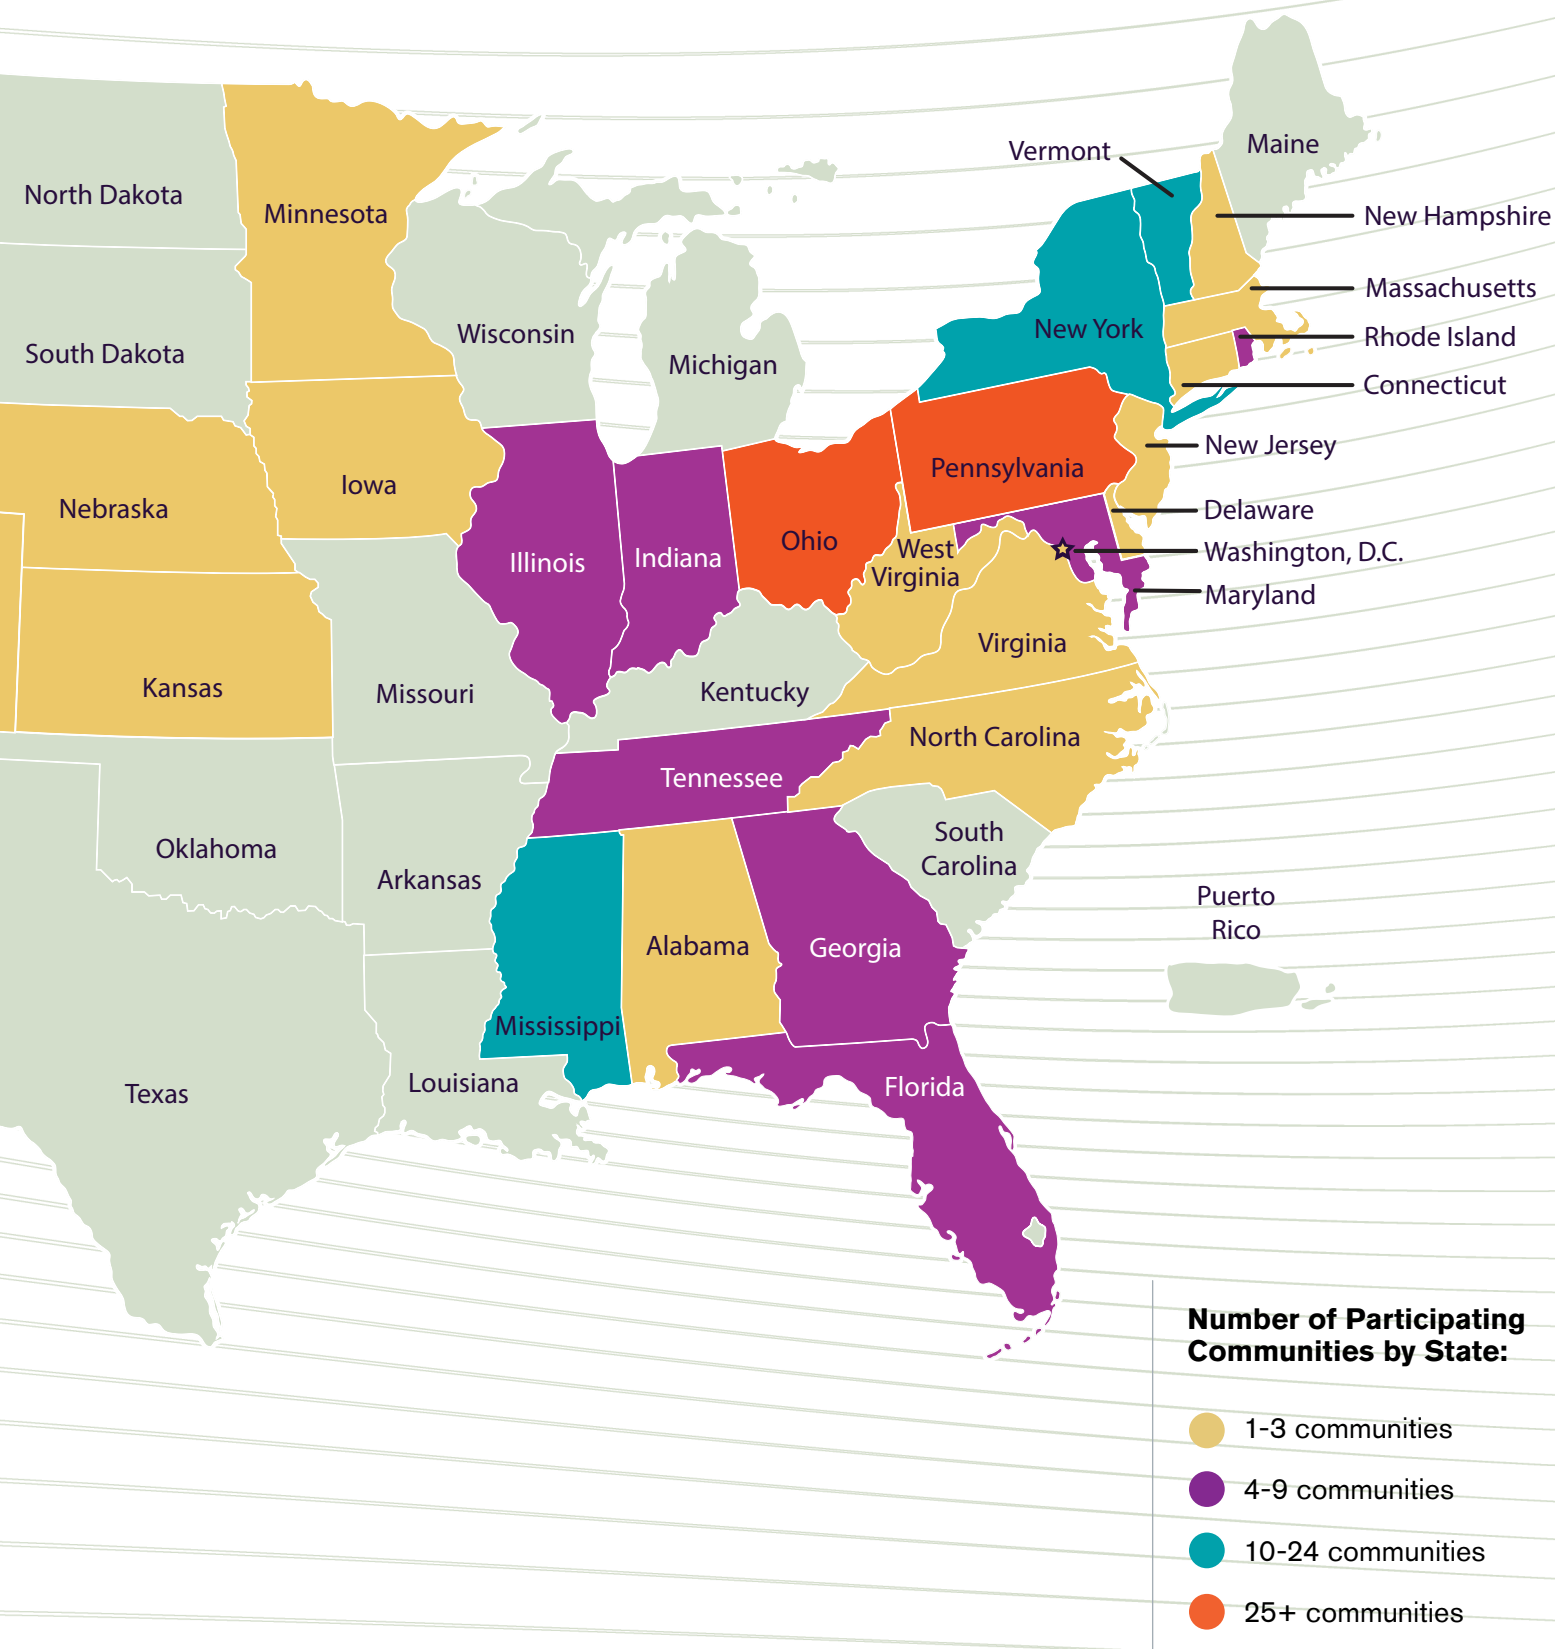 Maine
Vermont
North Dakota
Minnesota
New Hampshire
Massachusetts
New York
Wisconsin
Rhode Island
South Dakota
Michigan
Connecticut
New Jersey
Pennsylvania
Iowa
Nebraska
Delaware
Ohio
West
Virginia
Washington, D.C.
Indiana
Illinois
Maryland
Virginia
Kansas
Missouri
Kentucky
North Carolina
Tennessee
South
Carolina
Oklahoma
Arkansas
Puerto
Rico
Alabama
Georgia
Mississippi
Louisiana
Florida
Texas
Number of Participating
Communities by State:
1-3 communities
4-9 communities
10-24 communities
25+ communities